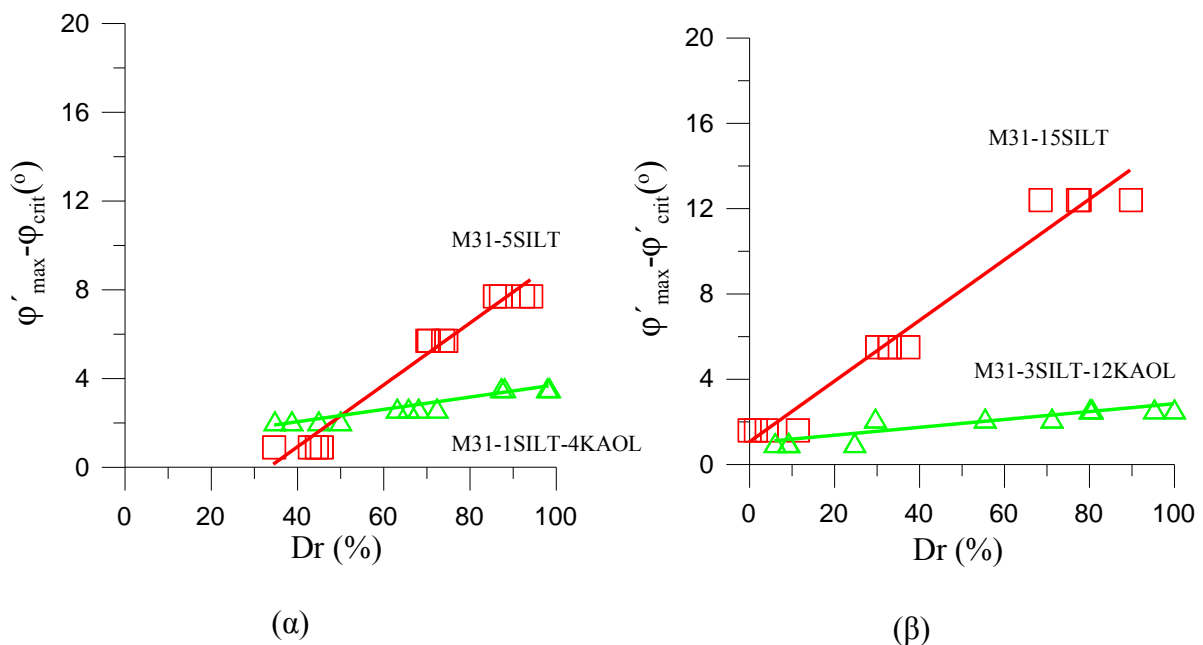 20
16
12
8
4
0
φ´max-φcrit(o)
M31-5SILT
M31-1SILT-4KAOL
0 20 40 60 80 100
Dr (%)
(α)
20
16
12
8
4
0
φ´max-φ´crit(o)
M31-15SILT
M31-3SILT-12KAOL
0 20 40 60 80 100
Dr (%)
(β)